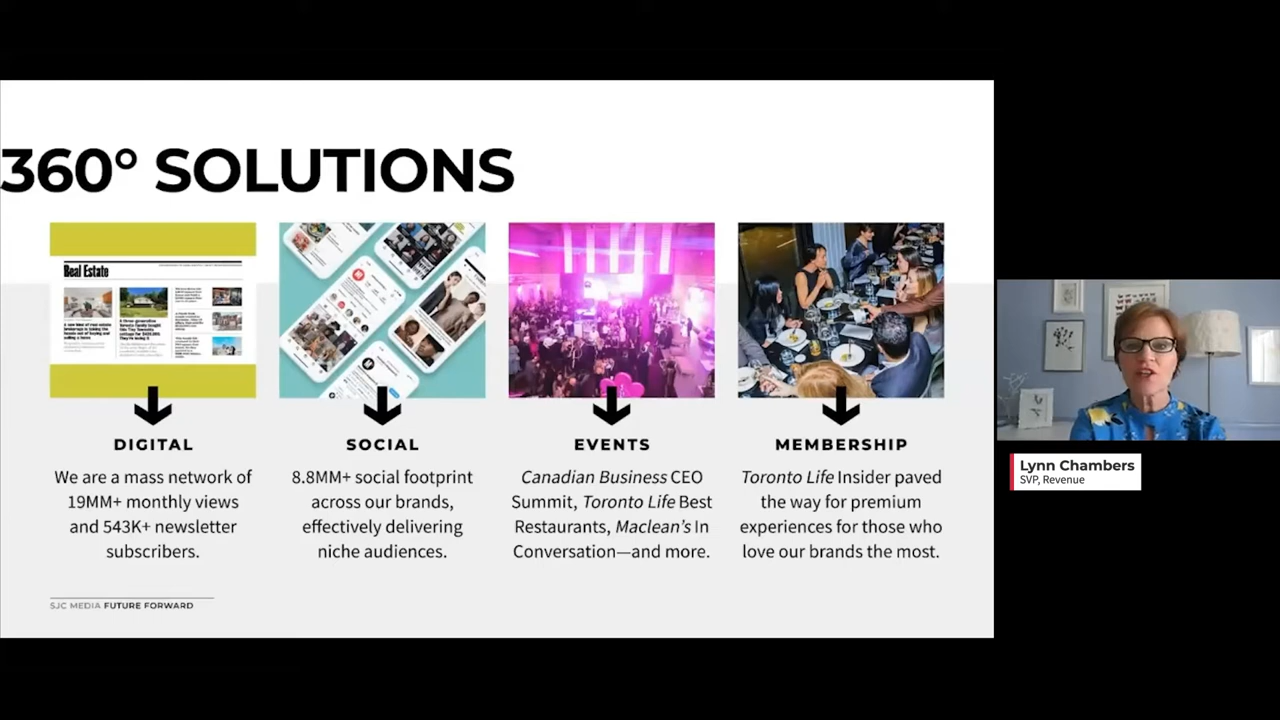 360° SOLUTIONS
Real Estate
DIGITAL
We are a mass network of
19MM+ monthly views
and 543K+ newsletter
subscribers.
SOCIAL
8.8MM+ social footprint
across our brands,
effectively delivering
niche audiences.
EVENTS
Canadian Business CEO
Summit, Toronto Life Best
Restaurants, Maclean’s In
Conversation—and more.
MEMBERSHIP
Toronto Life Insider paved
the way for premium
experiences for those who
love our brands the most.
SJC MEDIA FUTURE FORWARD
Lynn Chambers
SVP, Revenue